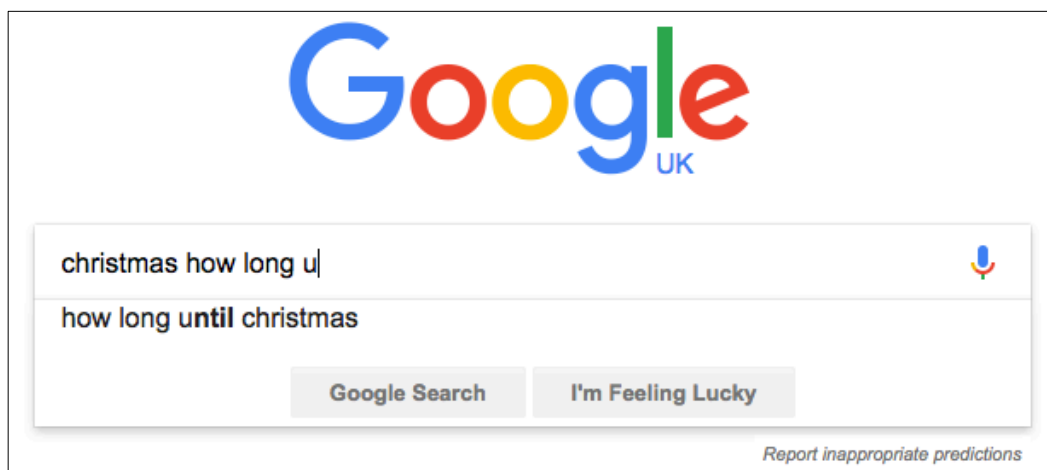 Google
UK
christmas how long u
how long until christmas
Google Search
I'm Feeling Lucky
Report inappropriate predictions